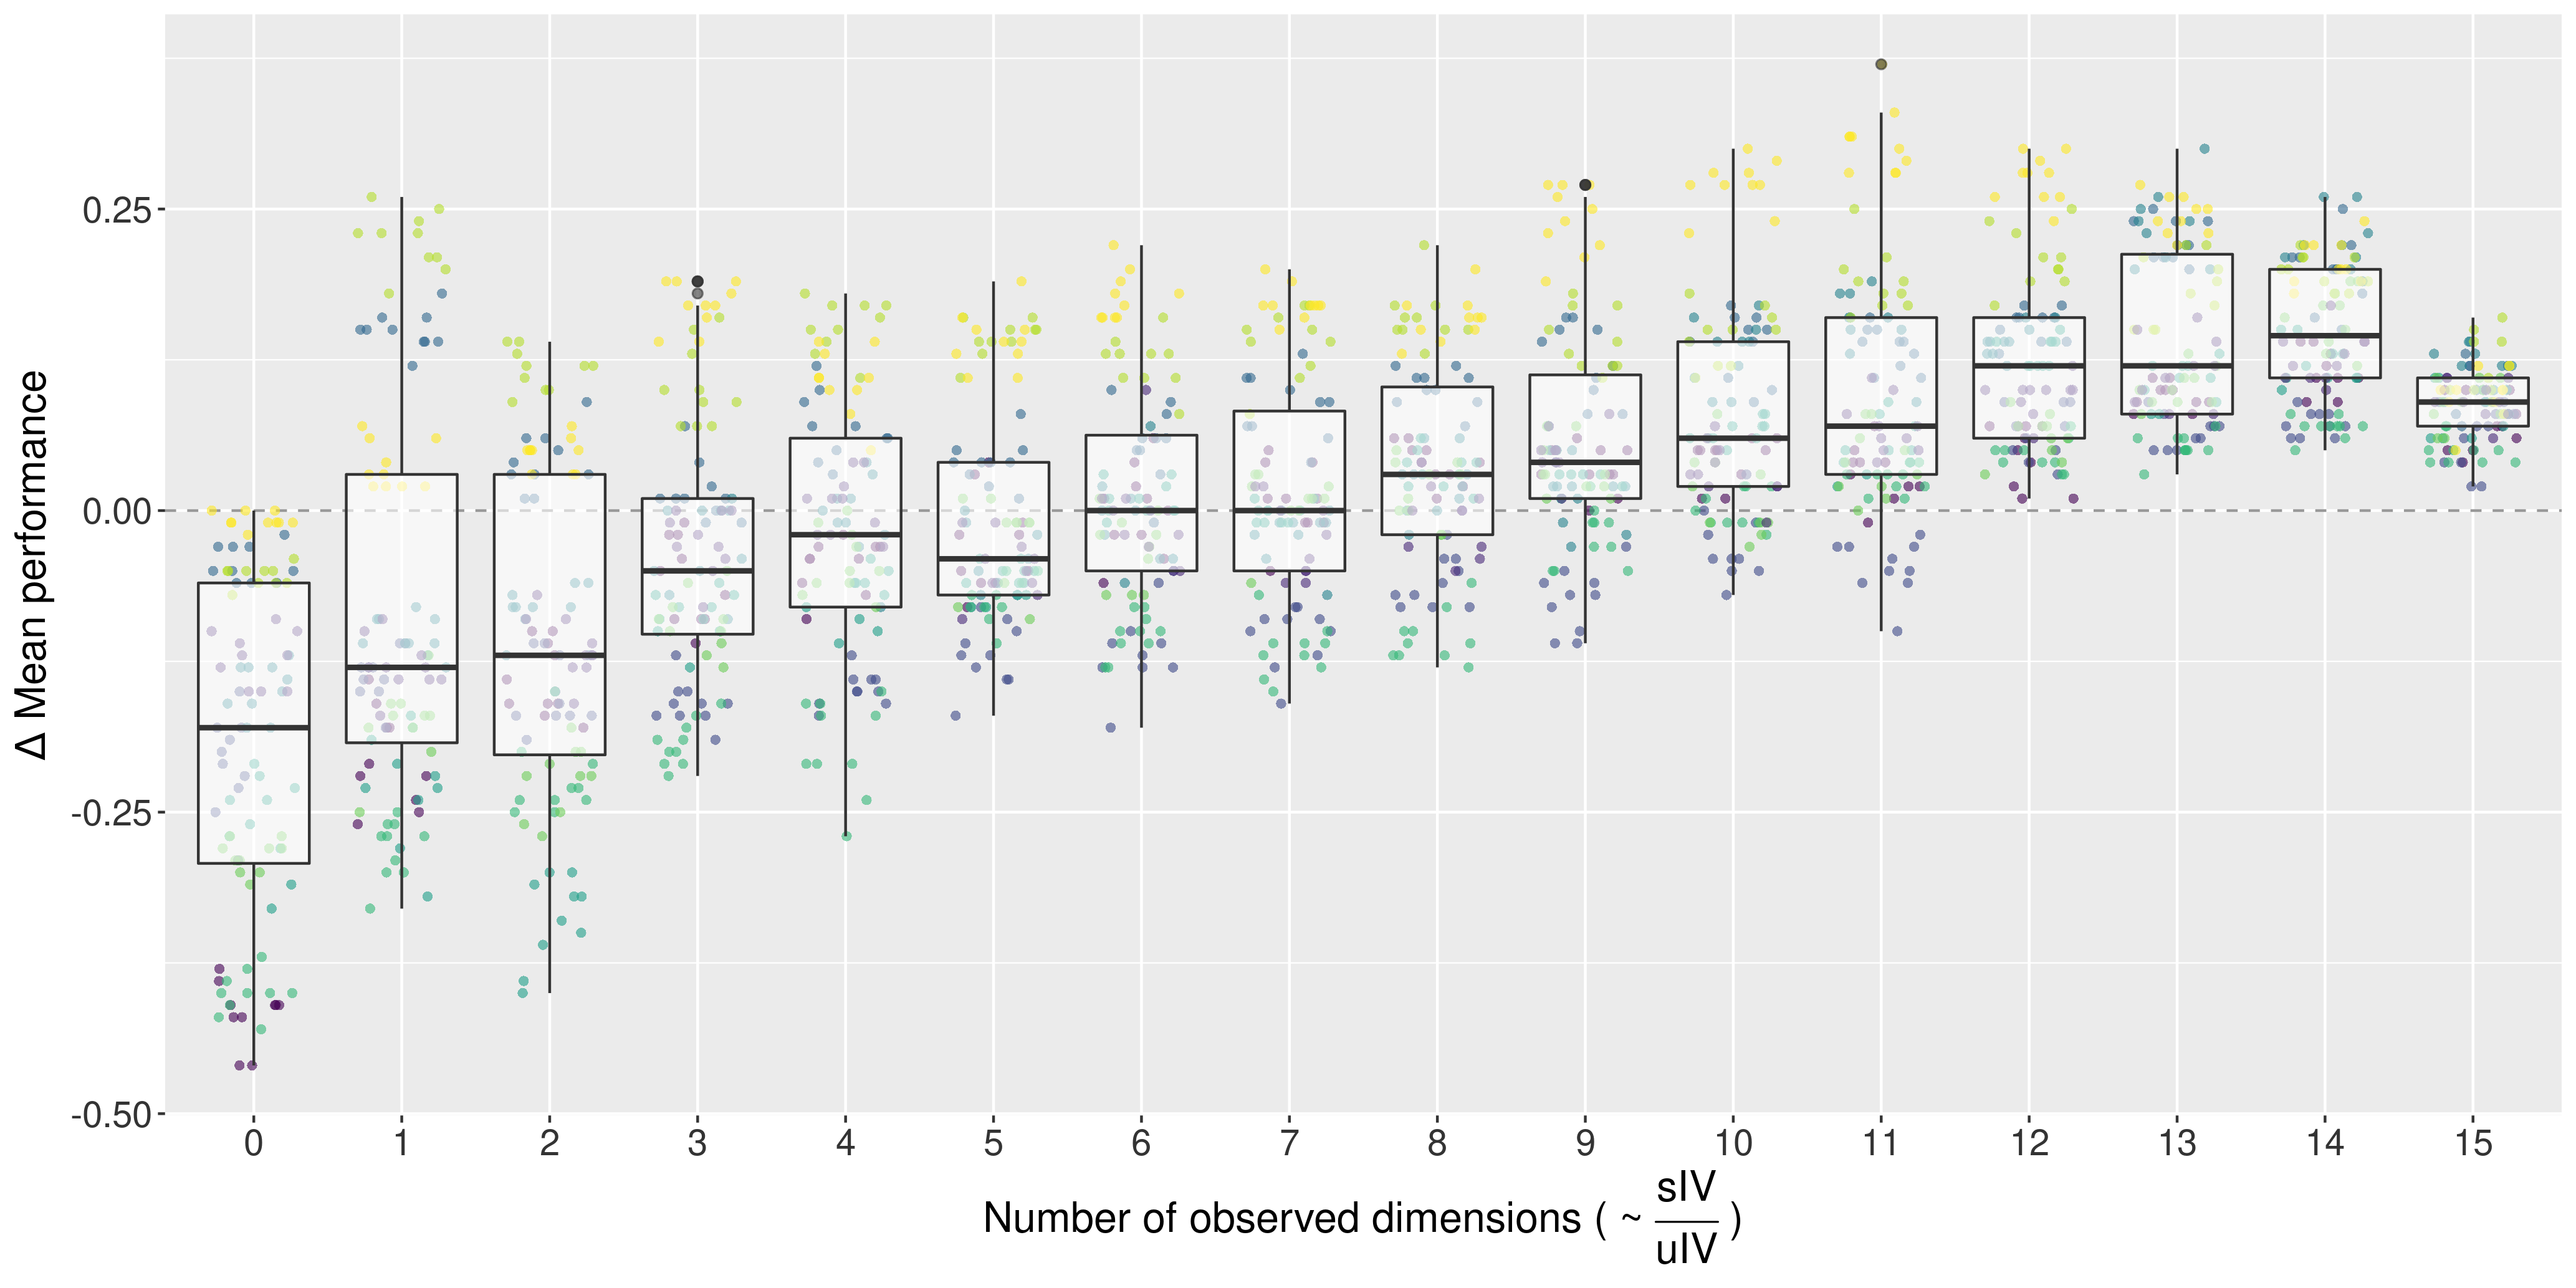 Δ Mean performance
0.25
0.00
-0.25
-0.50
0 1 2 3 4 5 6 7 8 9 10 11 12 13 14 15
Number of observed dimensions ( ~ sIV / uIV )